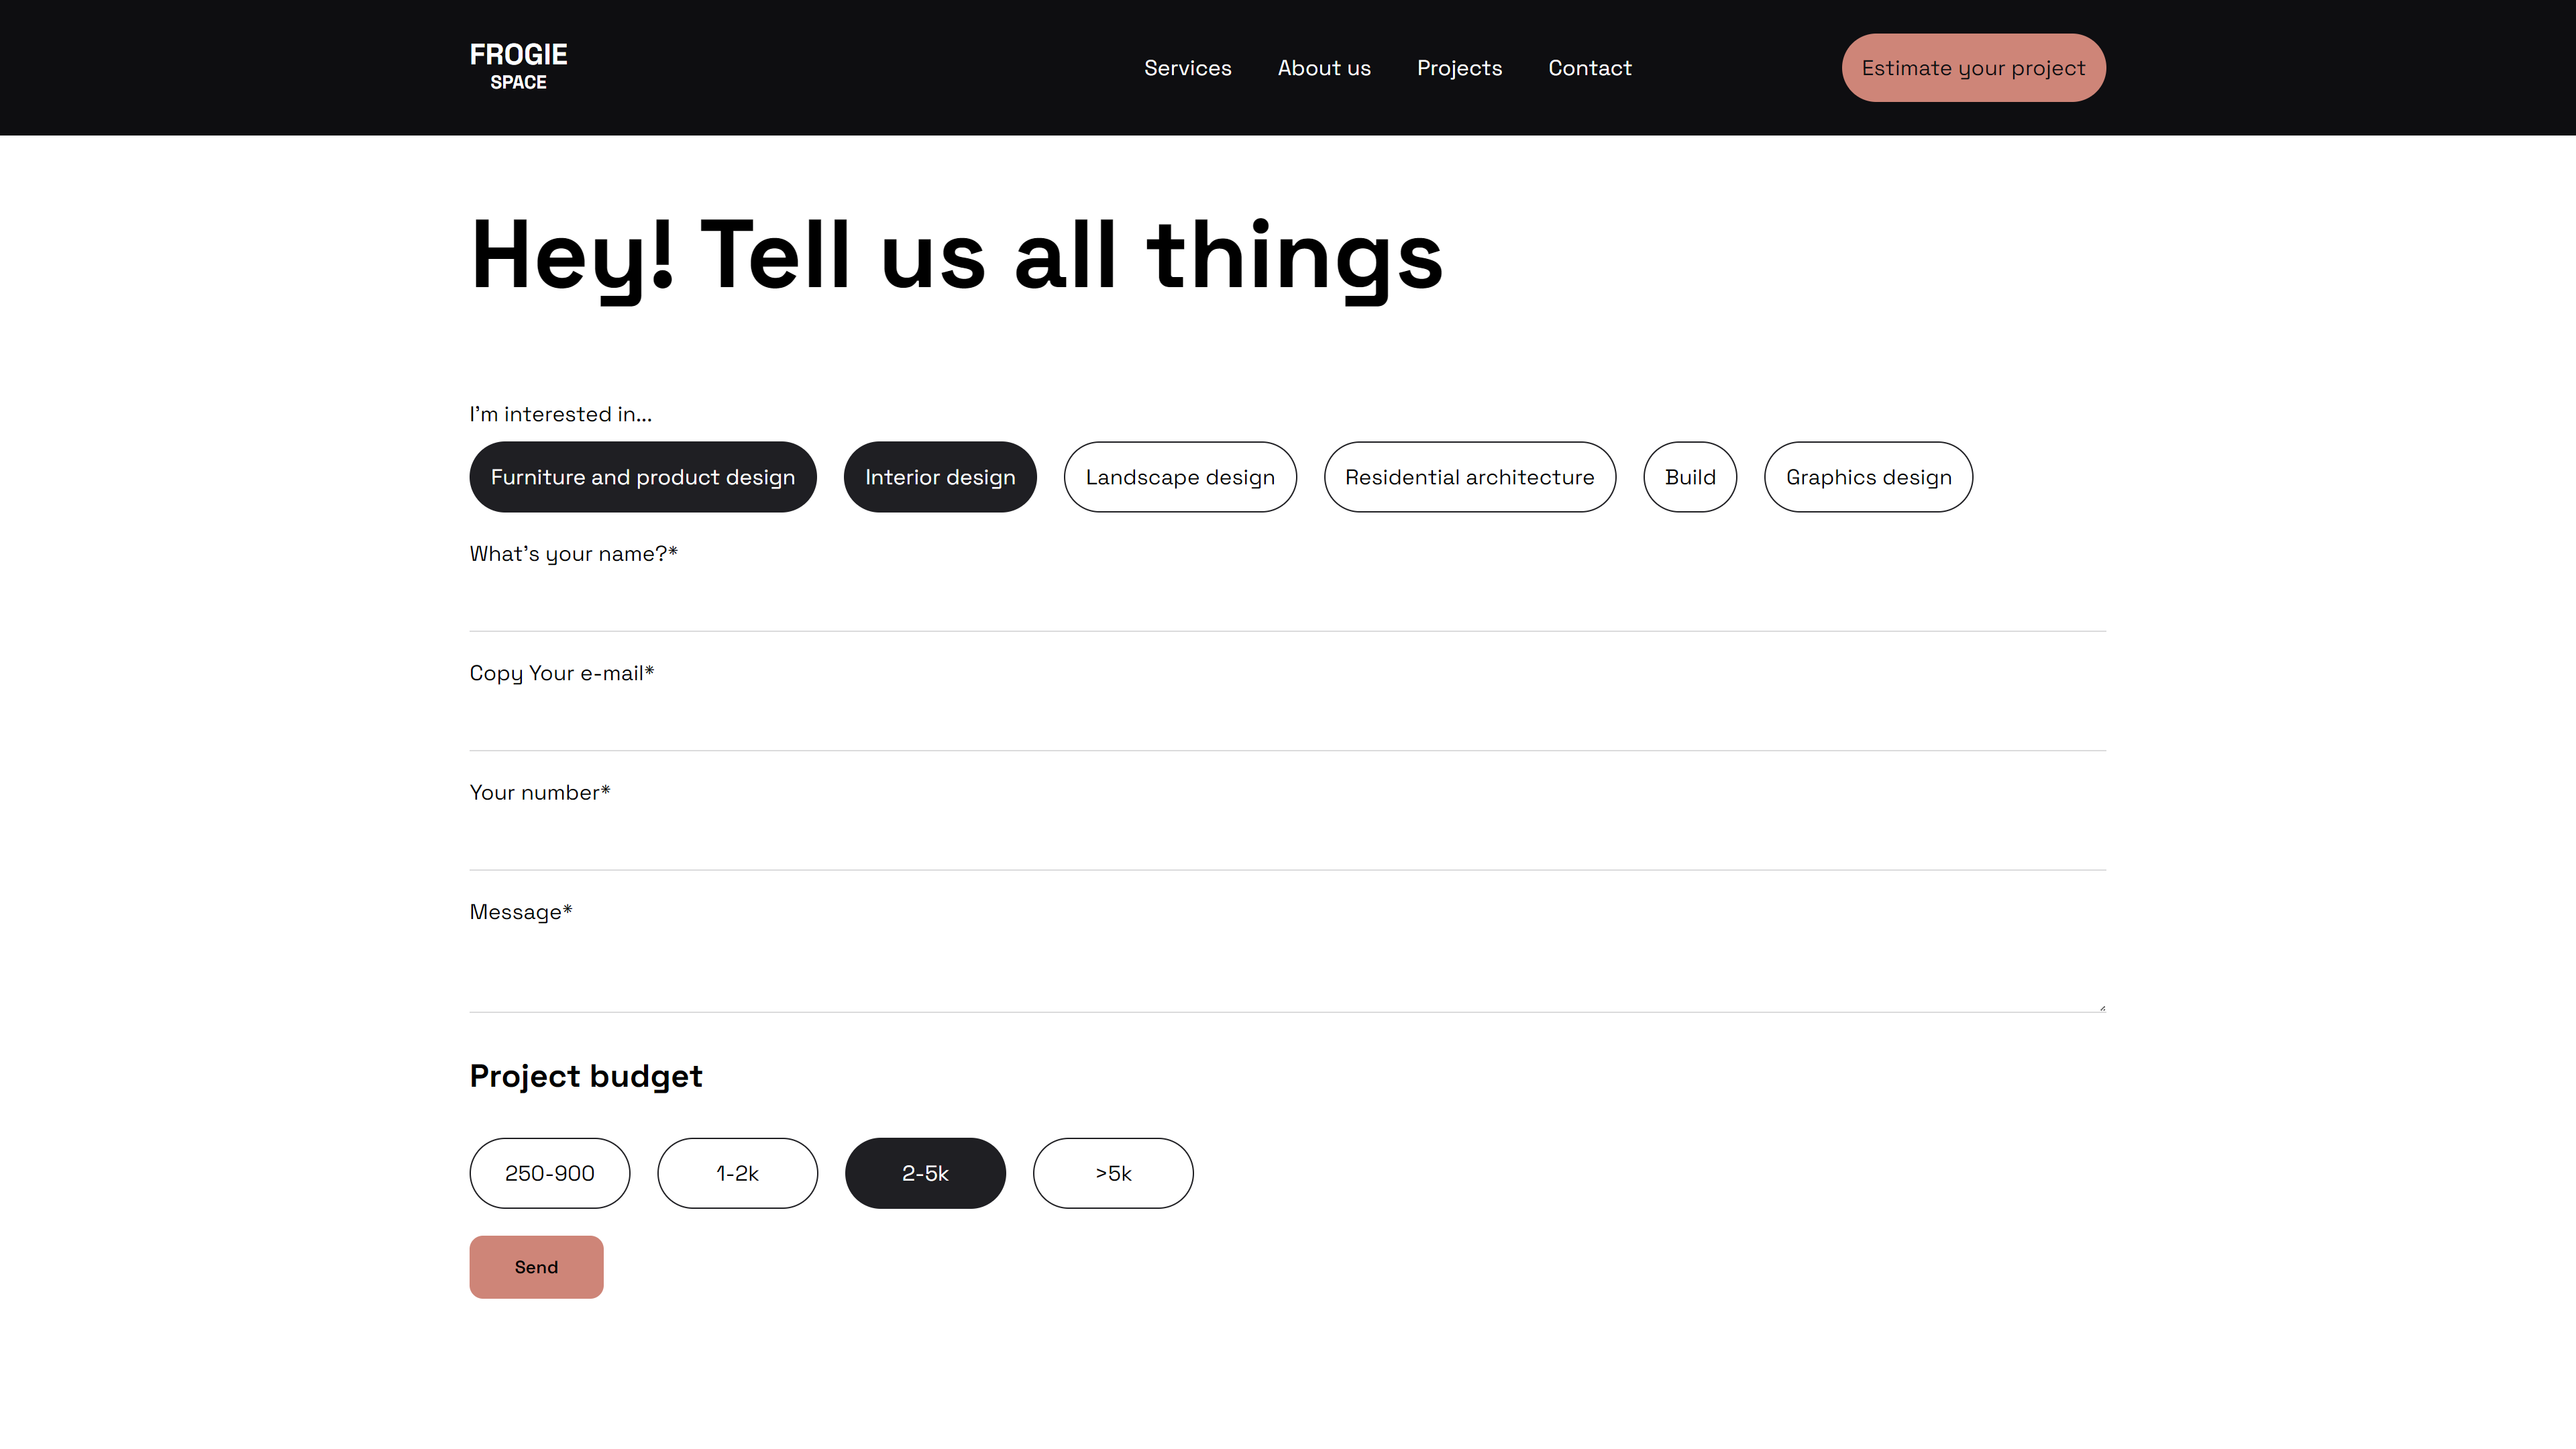 FROGIE
SPACE
Services About us Projects Contact Estimate your project
Hey! Tell us all things
I'm interested in...
Furniture and product design Interior design Landscape design Residential architecture Build Graphics design
What's your name?*
Copy Your e-mail*
Your number*
Message*
Project budget
250-900 1-2k 2-5k >5k
Send